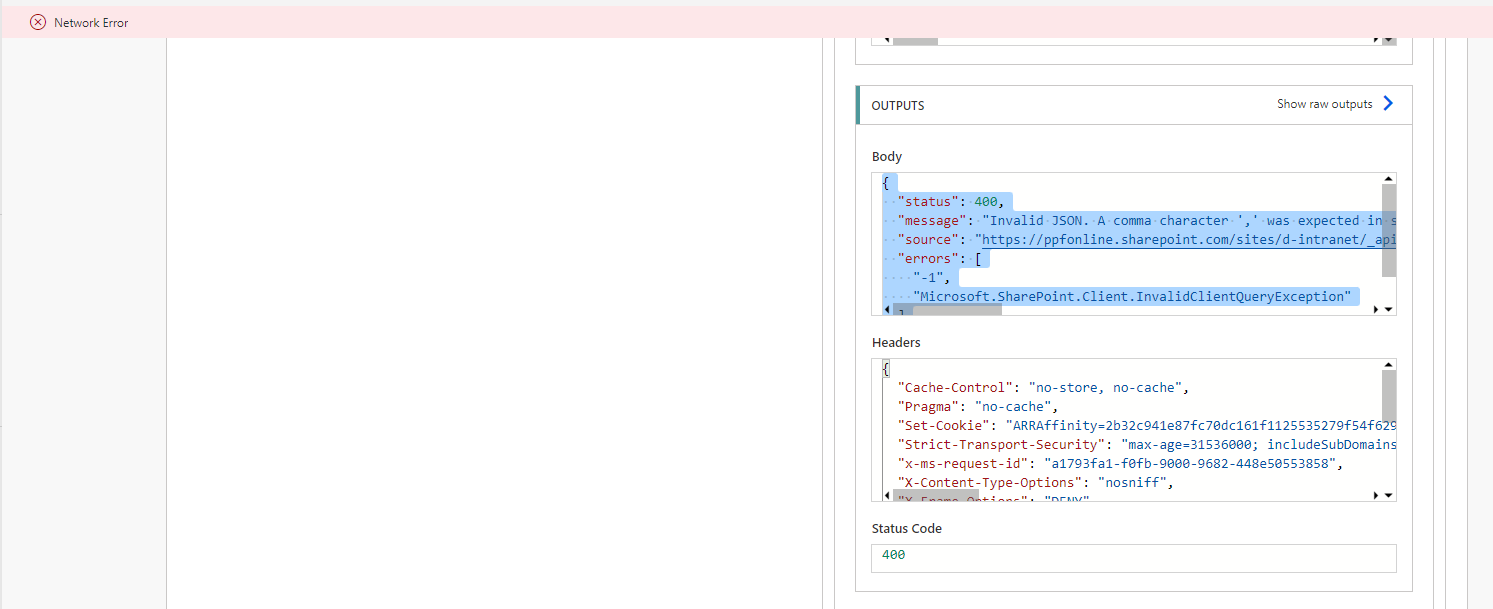 Network Error
OUTPUTS
Show raw outputs
Body
{
"status": 400,
"message": "Invalid JSON. A comma character ',' was expected in
"source": "https://ppfonline.sharepoint.com/sites/d-intranet/_api
"errors": [
"-1",
"Microsoft.SharePoint.Client.InvalidClientQueryException"
]
Headers
{
"Cache-Control": "no-store, no-cache",
"Pragma": "no-cache",
"Set-Cookie": "ARRAffinity=2b32c941e87fc70dc161f1125535279f54f629
"Strict-Transport-Security": "max-age=31536000; includeSubDomains
"x-ms-request-id": "a1793fa1-f0fb-9000-9682-448e50553858",
"X-Content-Type-Options": "nosniff",
"X-Frame-Options": "DENY"
Status Code
400